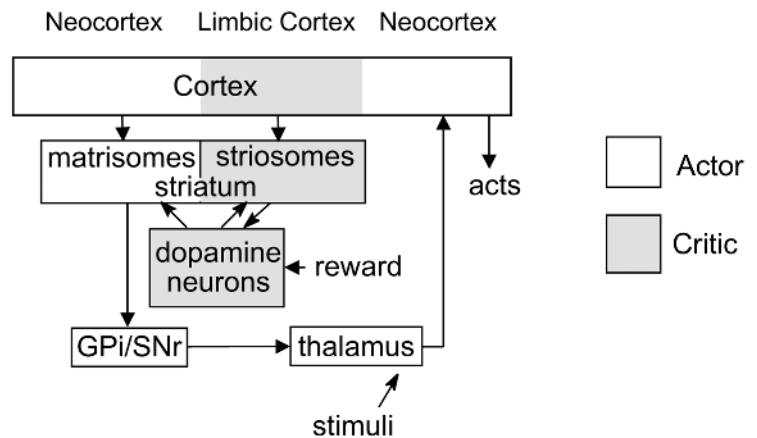 Neocortex Limbic Cortex Neocortex
Cortex
matrisomes striosomes
striatum
acts
Actor
dopamine
neurons
reward
Critic
GPi/SNr
thalamus
stimuli